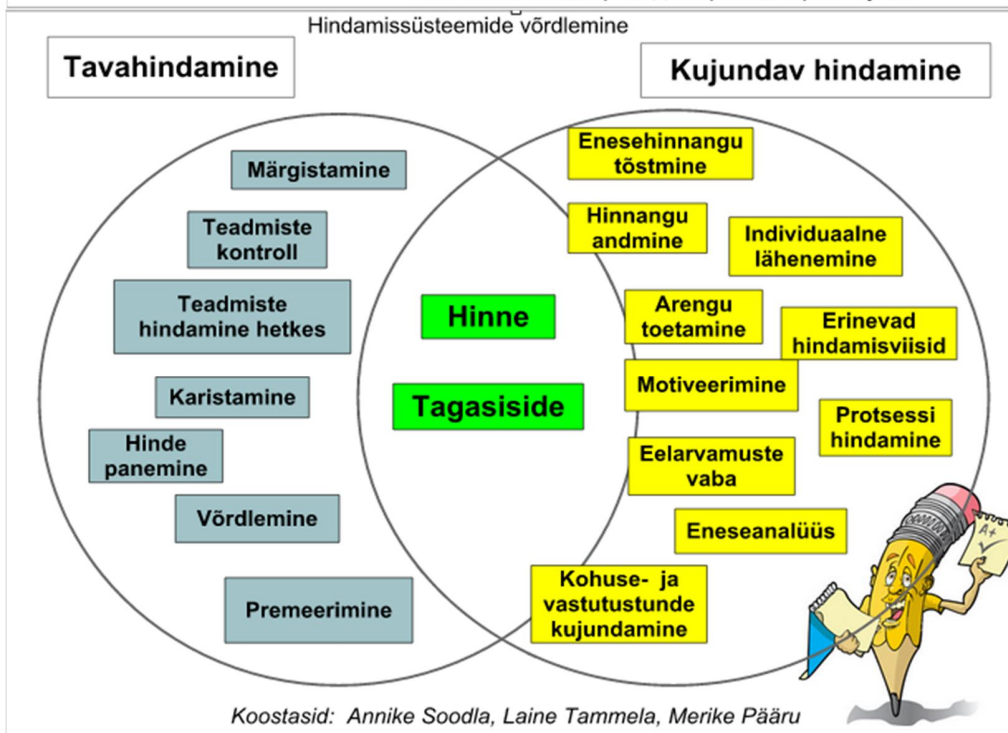 Hindamissüsteemide võrdlemine
Tavahindamine
Kujundav hindamine
Märgistamine
Teadmiste
kontroll
Teadmiste
hindamine hetkes
Karistamine
Hinde
panemine
Võrdlemine
Premeerimine
Hinne
Tagasiside
Enesehinnangu
tõstmine
Hinnangu
andmine
Individuaalne
lähenemine
Arengu
toetamine
Erinevad
hindamisviisid
Motiveerimine
Protsessi
hindamine
Eelarvamuste
vaba
Eneseanalüüs
Kohuse- ja
vastutustunde
kujundamine
A+
Koostasid: Annike Soodla, Laine Tammela, Merike Pääru